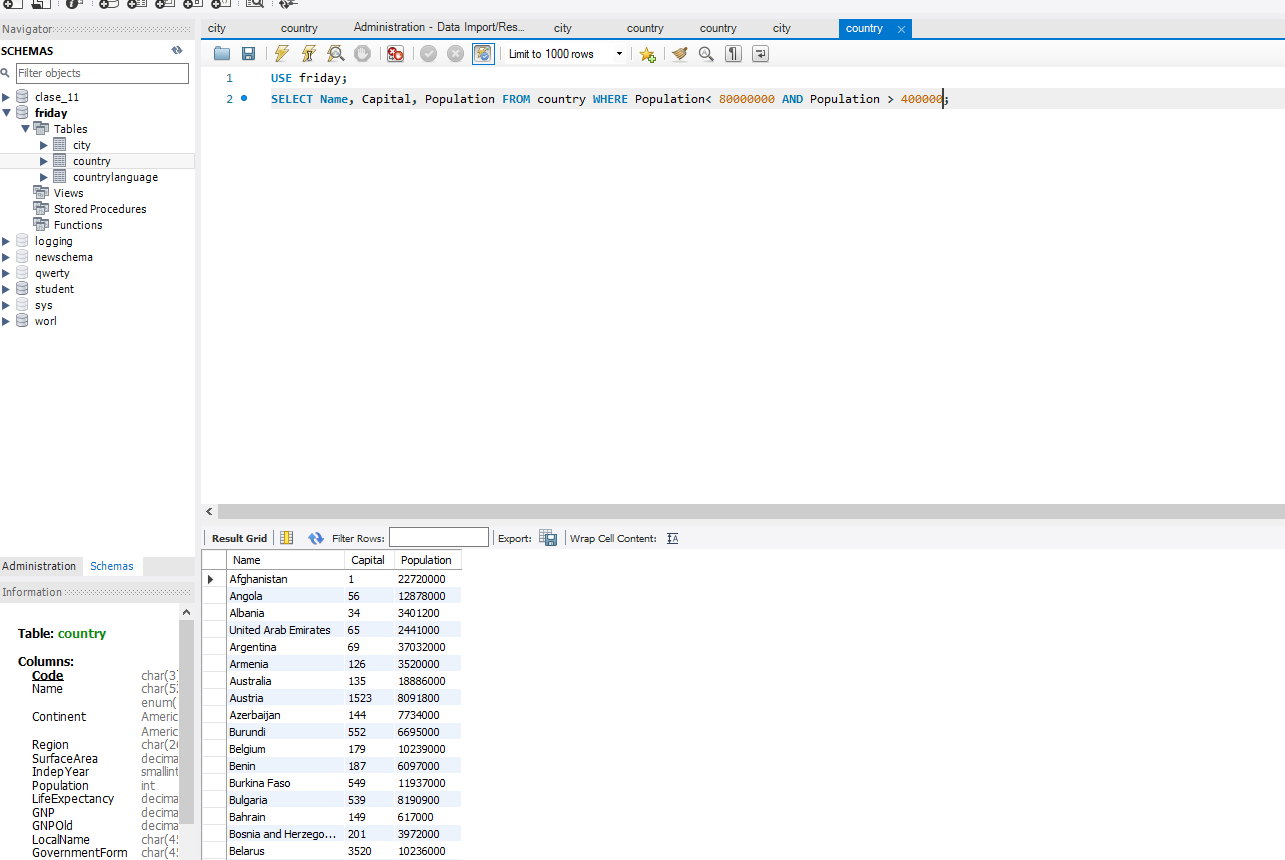 Navigator
city country Administration - Data Import/Res... city country country city country
SCHEMAS
Filter objects
Limit to 1000 rows
clase_11
friday
Tables
city
country
countrylanguage
Views
Stored Procedures
Functions
logging
newschema
qwerty
student
sys
worl
1 USE friday;
2 SELECT Name, Capital, Population FROM country WHERE Population< 80000000 AND Population > 400000;
Administration Schemas
Information
Table: country
Columns:
Code char(3)
Name char(52
enum(
Continent Americ
Americ
Region char(26
SurfaceArea decima
IndepYear smallint
Population int
LifeExpectancy decima
GNP decima
GNPOld decima
LocalName char(45
GovernmentForm char(45
Result Grid Filter Rows: Export: Wrap Cell Content:
Name Capital Population
Afghanistan 1 22720000
Angola 56 12878000
Albania 34 3401200
United Arab Emirates 65 2441000
Argentina 69 37032000
Armenia 126 3520000
Australia 135 18886000
Austria 1523 8091800
Azerbaijan 144 7734000
Burundi 552 6695000
Belgium 179 10239000
Benin 187 6097000
Burkina Faso 549 11937000
Bulgaria 539 8190900
Bahrain 149 617000
Bosnia and Herzego... 201 3972000
Belarus 3520 10236000